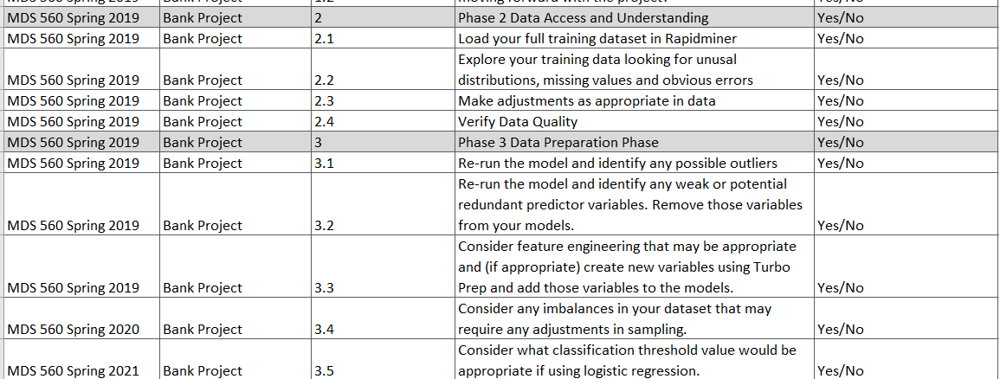 MDS 560 Spring 2019 Bank Project 1.2 moving forward with the project? Yes/No
MDS 560 Spring 2019 Bank Project 2 Phase 2 Data Access and Understanding Yes/No
MDS 560 Spring 2019 Bank Project 2.1 Load your full training dataset in Rapidminer Yes/No
Explore your training data looking for unusual
MDS 560 Spring 2019 Bank Project 2.2 distributions, missing values and obvious errors Yes/No
MDS 560 Spring 2019 Bank Project 2.3 Make adjustments as appropriate in data Yes/No
MDS 560 Spring 2019 Bank Project 2.4 Verify Data Quality Yes/No
MDS 560 Spring 2019 Bank Project 3 Phase 3 Data Preparation Phase Yes/No
MDS 560 Spring 2019 Bank Project 3.1 Re-run the model and identify any possible outliers Yes/No
Re-run the model and identify any weak or potential
redundant predictor variables. Remove those variables
MDS 560 Spring 2019 Bank Project 3.2 from your models. Yes/No
Consider feature engineering that may be appropriate
and (if appropriate) create new variables using Turbo
MDS 560 Spring 2019 Bank Project 3.3 Prep and add those variables to the models. Yes/No
Consider any imbalances in your dataset that may
MDS 560 Spring 2020 Bank Project 3.4 require any adjustments in sampling. Yes/No
Consider what classification threshold value would be
MDS 560 Spring 2021 Bank Project 3.5 appropriate if using logistic regression. Yes/No